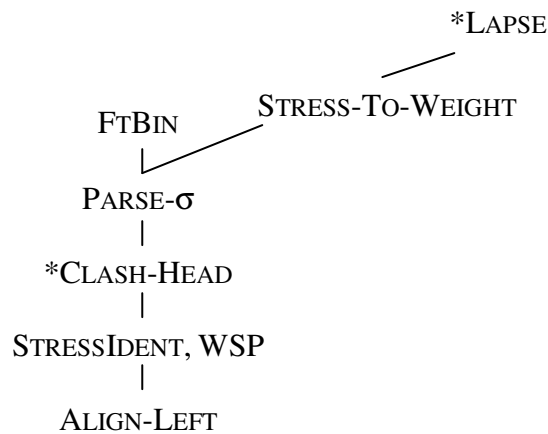 *LAPSE
STRESS-TO-WEIGHT
FTBIN
PARSE-σ
*CLASH-HEAD
STRESSIDENT, WSP
ALIGN-LEFT